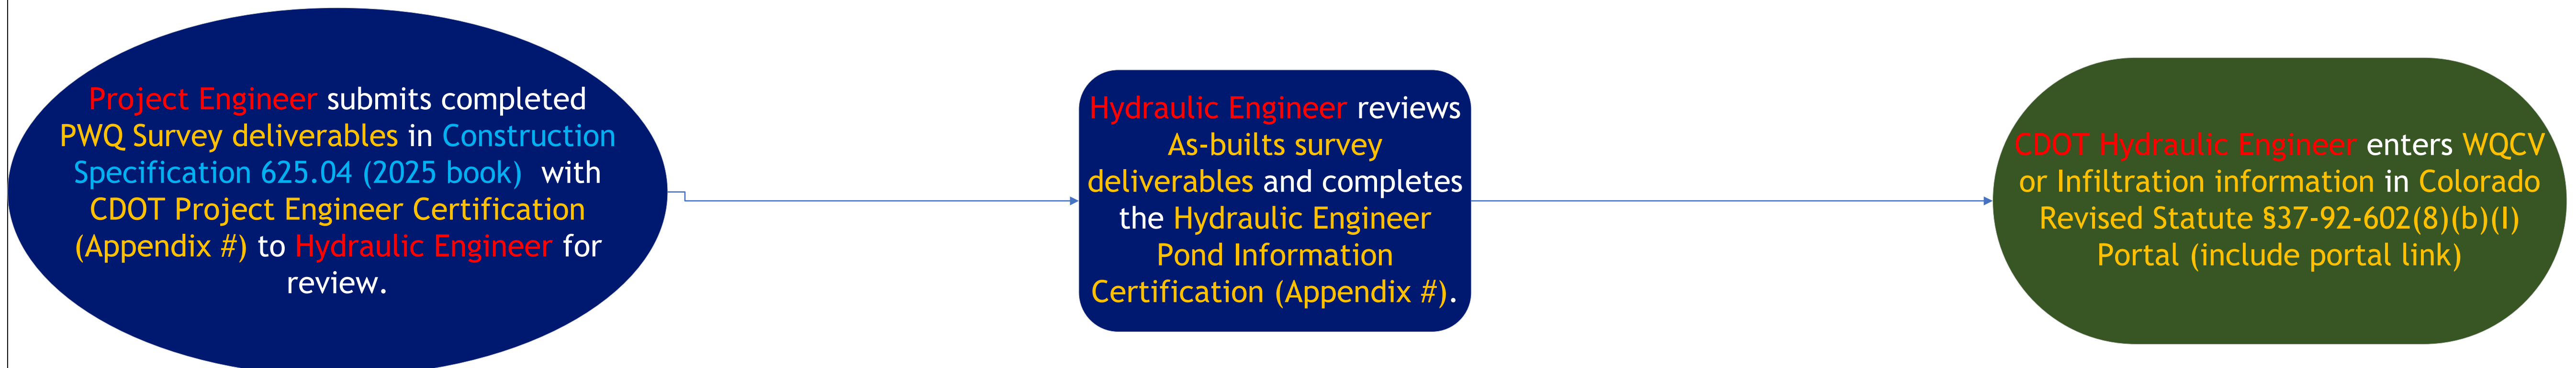 Project Engineer submits completed
PWQ Survey deliverables in Construction
Specification 625.04 (2025 book)  with
CDOT Project Engineer Certification
(Appendix #) to Hydraulic Engineer for
review.
Hydraulic Engineer reviews
As-builts survey
deliverables and completes
the Hydraulic Engineer
Pond Information
Certification (Appendix #).
CDOT Hydraulic Engineer enters WQCV
or Infiltration information in Colorado
Revised Statute §37-92-602(8)(b)(I)
Portal (include portal link)